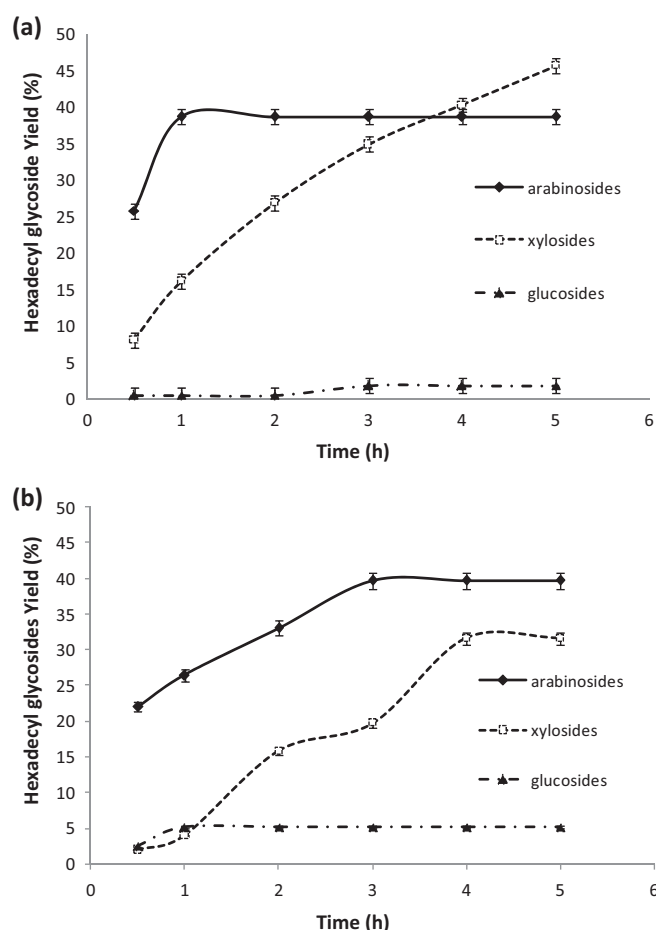 (a)
Hexadecyl glycoside Yield (%)
50
45
40
35
30
25
20
15
10
5
0
0 1 2 3 4 5 6
Time (h)
arabinosides
xylosides
glucosides
(b)
Hexadecyl glycosides Yield (%)
50
45
40
35
30
25
20
15
10
5
0
0 1 2 3 4 5 6
Time (h)
arabinosides
xylosides
glucosides